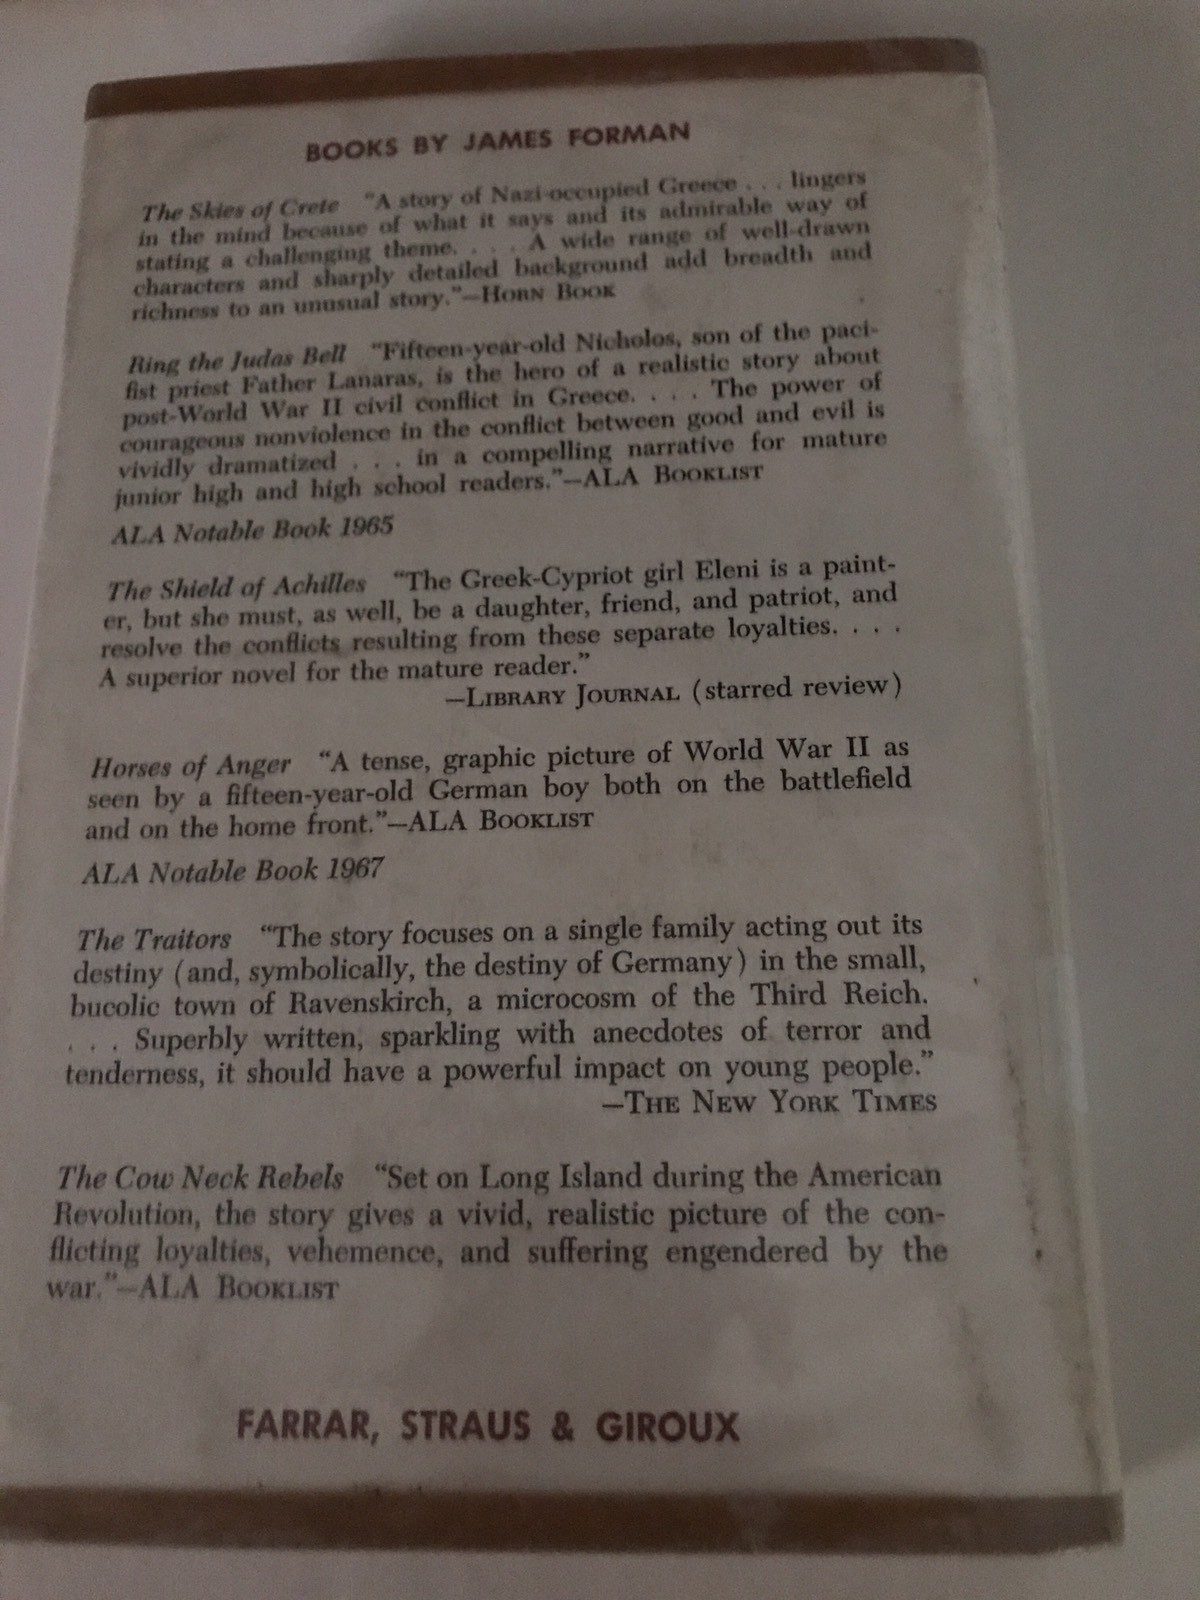 BOOKS BY JAMES FORMAN
The Skies of Crete “A story of Nazi-occupied Greece . . . lingers
in the mind because of what it says and its admirable way of
stating a challenging theme. . . . A wide range of well-drawn
characters and sharply detailed background add breadth and
richness to an unusual story.”—HORN BOOK
Ring the Judas Bell “Fifteen-year-old Nicholos, son of the paci-
fist priest Father Lanaras, is the hero of a realistic story about
post-World War II civil conflict in Greece. . . . The power of
courageous nonviolence in the conflict between good and evil is
vividly dramatized . . . in a compelling narrative for mature
junior high and high school readers.”—ALA BOOKLIST
ALA Notable Book 1965
The Shield of Achilles “The Greek-Cypriot girl Eleni is a paint-
er, but she must, as well, be a daughter, friend, and patriot, and
resolve the conflicts resulting from these separate loyalties. . . .
A superior novel for the mature reader.”
—LIBRARY JOURNAL (starred review)
Horses of Anger “A tense, graphic picture of World War II as
seen by a fifteen-year-old German boy both on the battlefield
and on the home front.”—ALA BOOKLIST
ALA Notable Book 1967
The Traitors “The story focuses on a single family acting out its
destiny (and, symbolically, the destiny of Germany) in the small,
bucolic town of Ravenskirch, a microcosm of the Third Reich.
. . . Superbly written, sparkling with anecdotes of terror and
tenderness, it should have a powerful impact on young people.”
—THE NEW YORK TIMES
The Cow Neck Rebels “Set on Long Island during the American
Revolution, the story gives a vivid, realistic picture of the con-
flicting loyalties, vehemence, and suffering engendered by the
war.”—ALA BOOKLIST
FARRAR, STRAUS & GIROUX